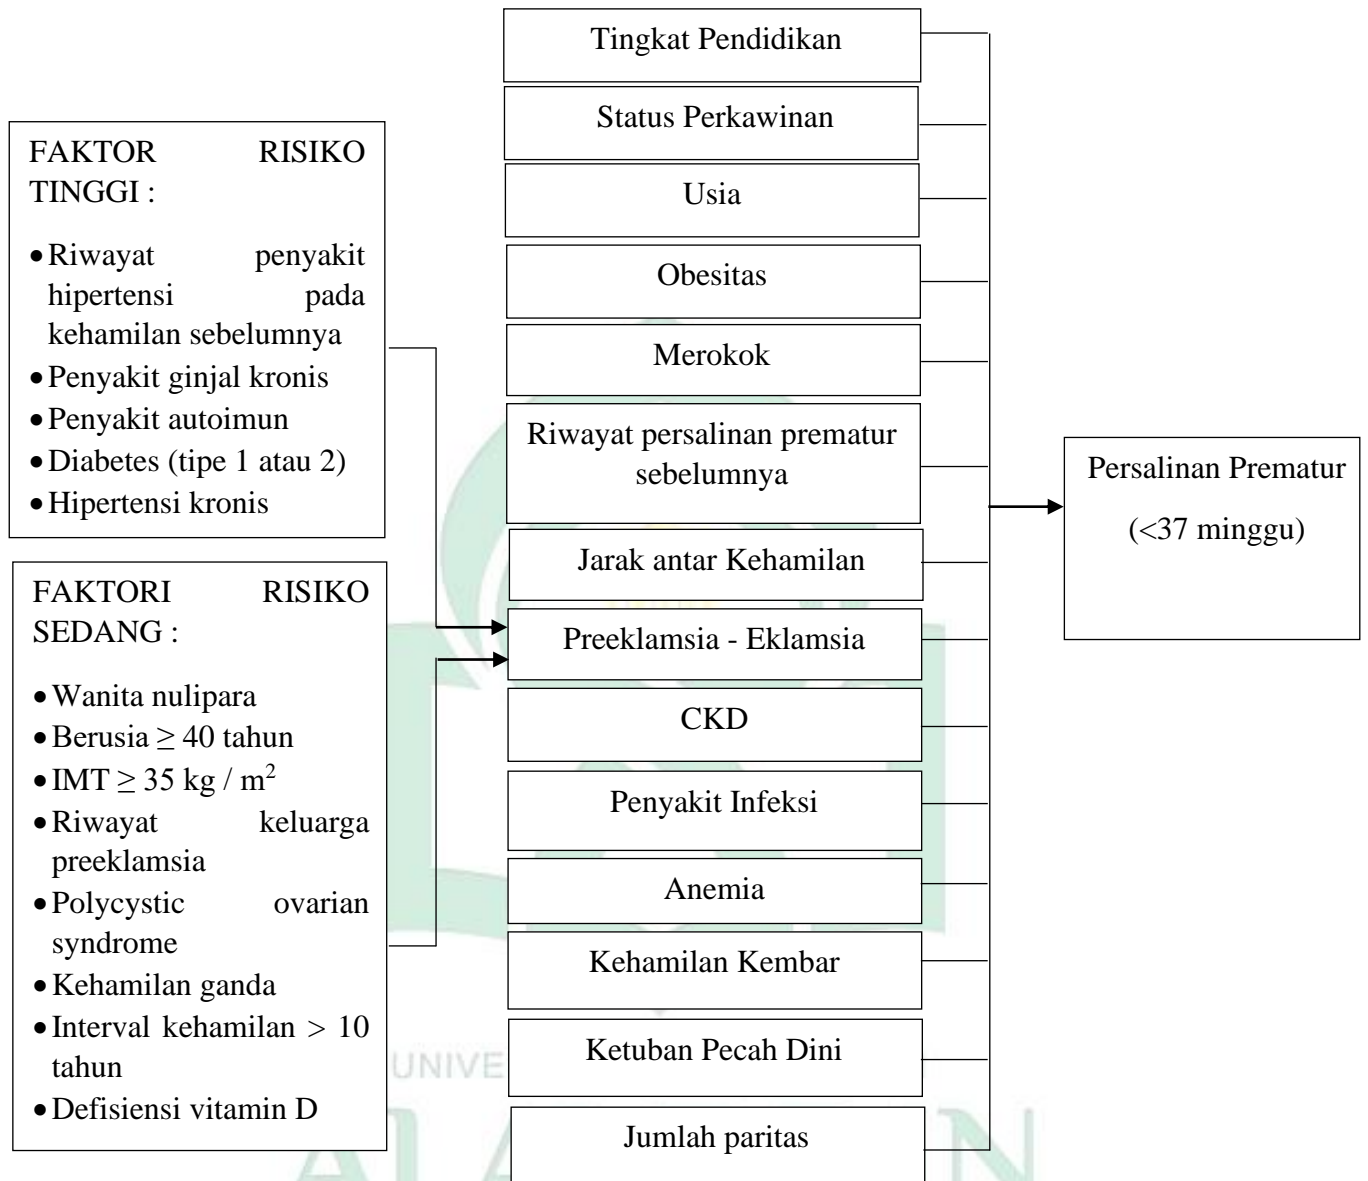 FAKTOR RISIKO
TINGGI :
•Riwayat penyakit
hipertensi pada
kehamilan sebelumnya
•Penyakit ginjal kronis
•Penyakit autoimun
•Diabetes (tipe 1 atau 2)
•Hipertensi kronis
FAKTORI RISIKO
SEDANG :
•Wanita nulipara
•Berusia ≥ 40 tahun
•IMT ≥ 35 kg / m²
•Riwayat keluarga
preeklamsia
•Polycystic ovarian
syndrome
•Kehamilan ganda
•Interval kehamilan > 10
tahun
•Defisiensi vitamin D
Tingkat Pendidikan
Status Perkawinan
Usia
Obesitas
Merokok
Riwayat persalinan prematur
sebelumnya
Jarak antar Kehamilan
Preeklamsia - Eklamsia
CKD
Penyakit Infeksi
Anemia
Kehamilan Kembar
Ketuban Pecah Dini
Jumlah paritas
Persalinan Prematur
(<37 minggu)